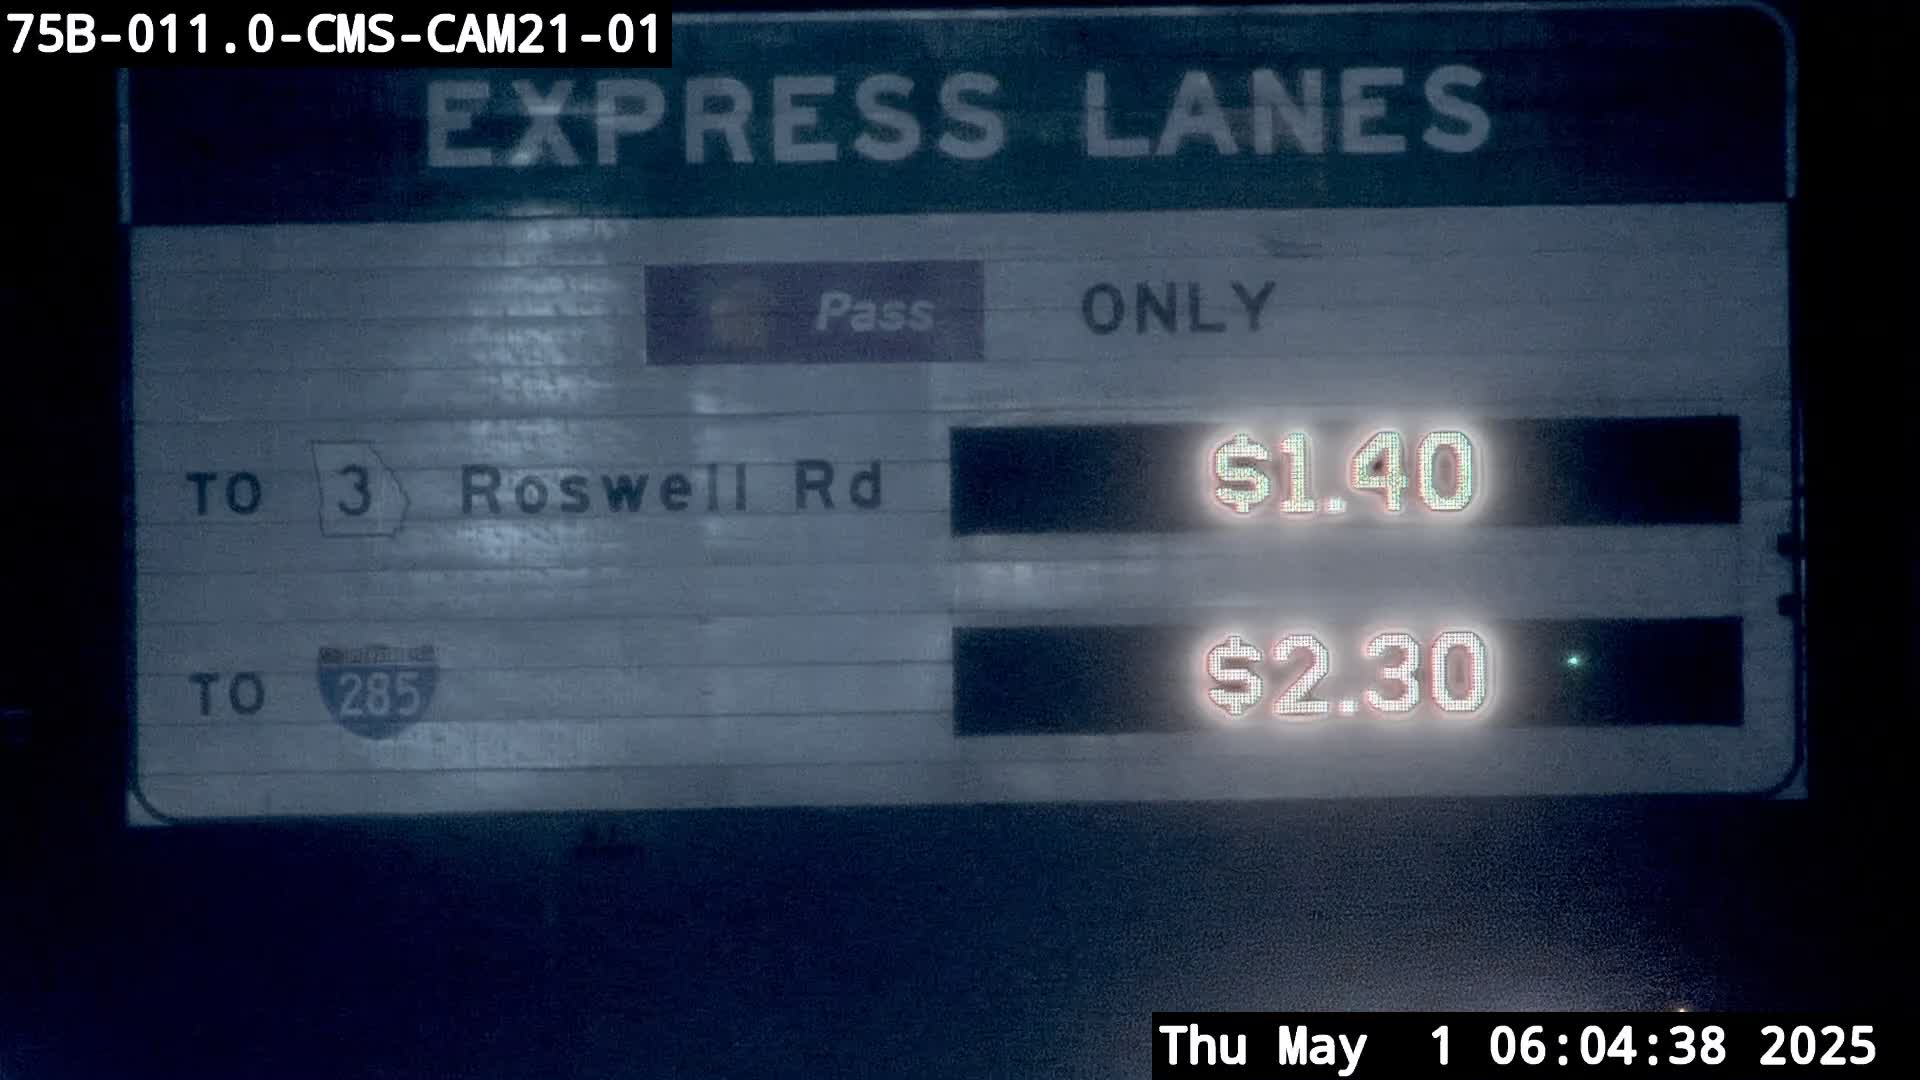 75B-011.0-CMS-CAM21-01
EXPRESS LANES
Pass ONLY
TO 3 Roswell Rd $1.40
TO 285 $2.30
Thu May 1 06:04:38 2025